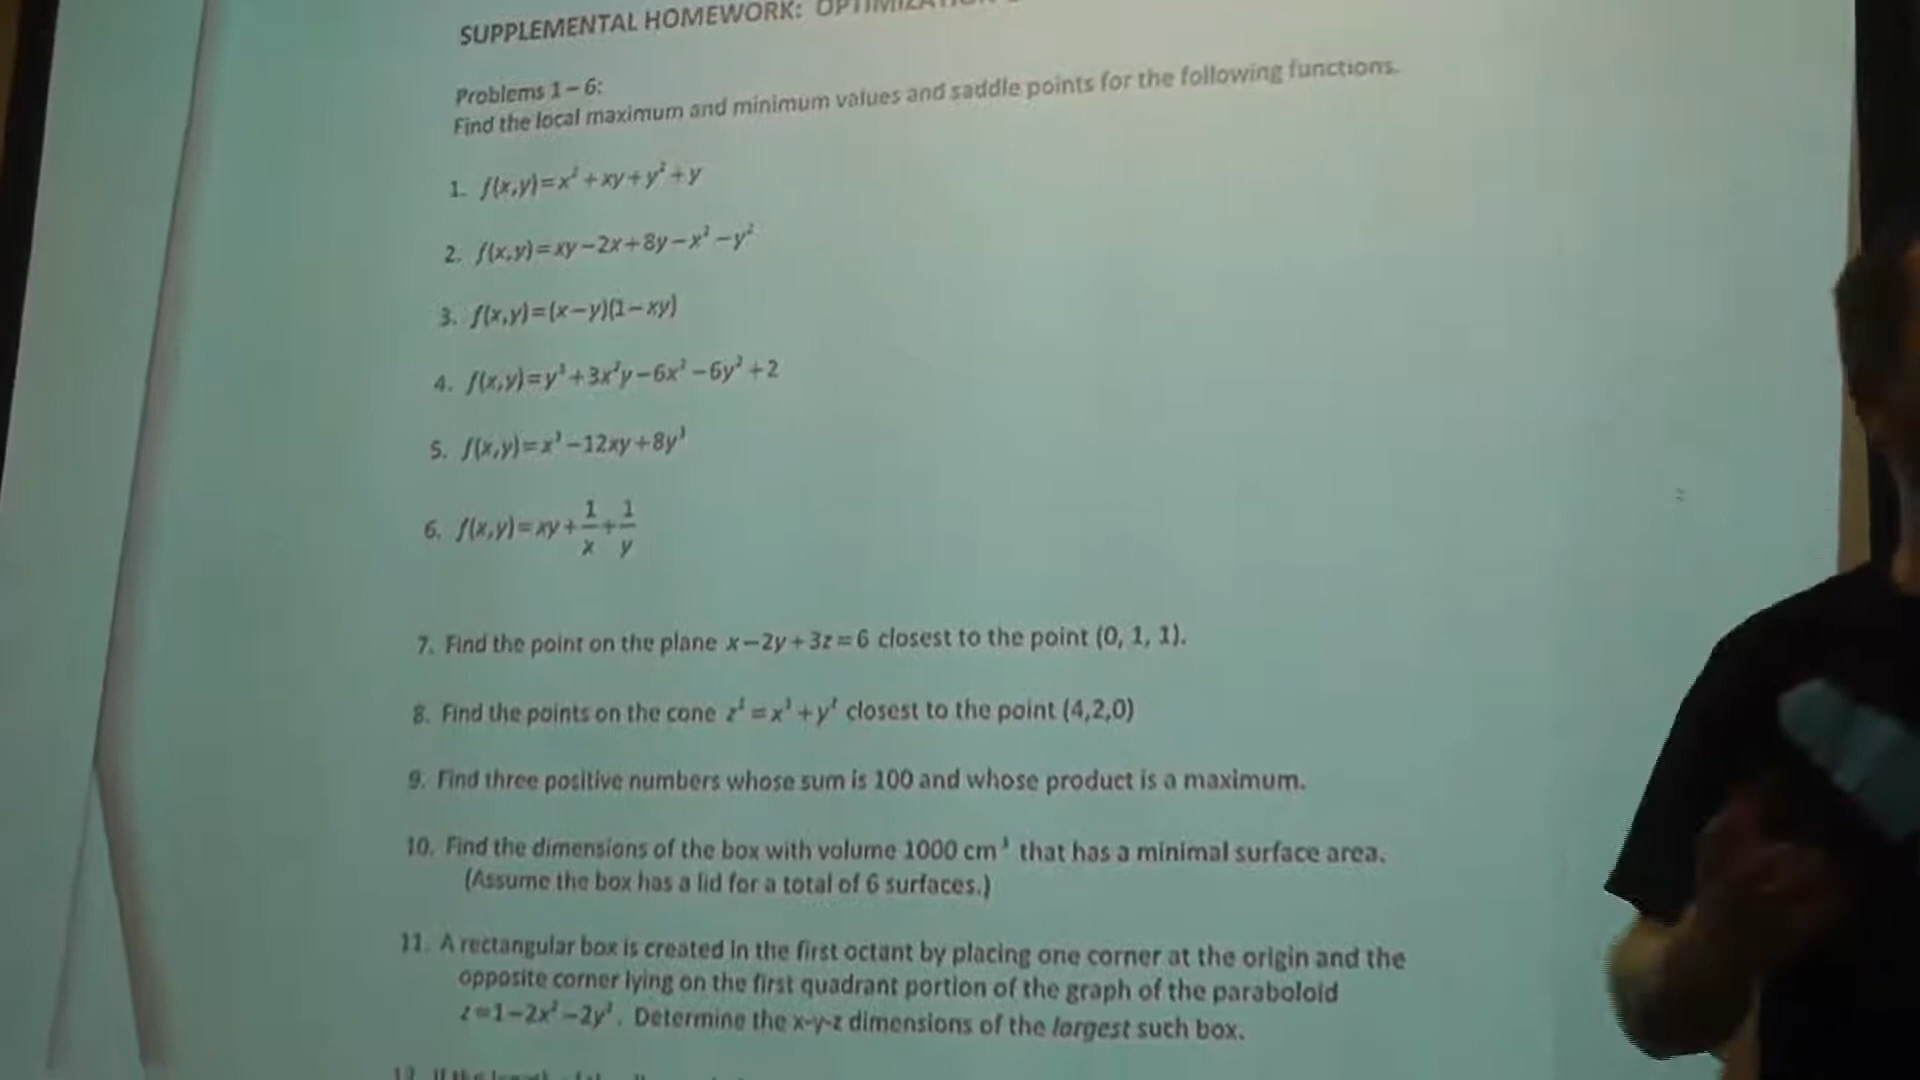 SUPPLEMENTAL HOMEWORK:
Problems 1 – 6:
Find the local maximum and minimum values and saddle points for the following functions.
1. f(x,y)=x²+xy+y²+y
2. f(x,y)=xy−2x+8y−x²−y²
3. f(x,y)=(x−y)(1−xy)
4. f(x,y)=y³+3x²y−6x²−6y²+2
5. f(x,y)=x³−12xy+8y³
6. f(x,y)=xy+1/x+1/y
7. Find the point on the plane x−2y+3z=6 closest to the point (0, 1, 1).
8. Find the points on the cone z²=x²+y² closest to the point (4,2,0)
9. Find three positive numbers whose sum is 100 and whose product is a maximum.
10. Find the dimensions of the box with volume 1000 cm³ that has a minimal surface area.
(Assume the box has a lid for a total of 6 surfaces.)
11. A rectangular box is created in the first octant by placing one corner at the origin and the
opposite corner lying on the first quadrant portion of the graph of the paraboloid
z=1−2x²−2y². Determine the x-y-z dimensions of the largest such box.